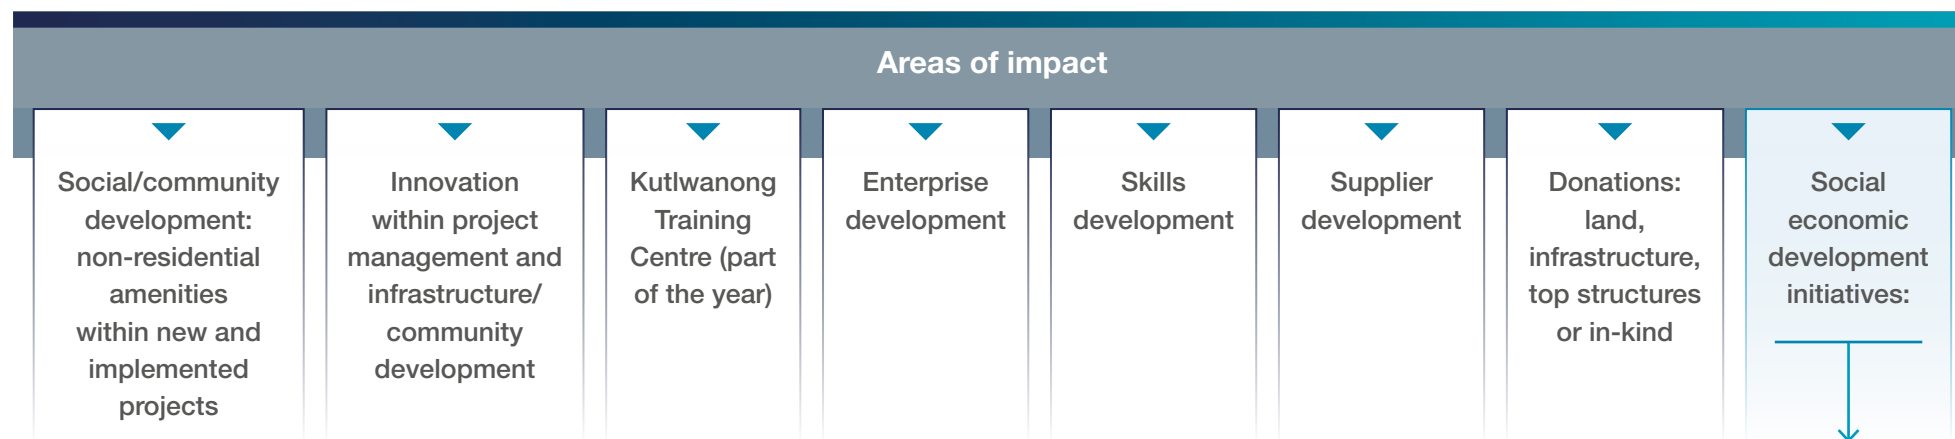 Areas of impact
Social/community
development:
non-residential
amenities
within new and
implemented
projects
Innovation
within project
management and
infrastructure/
community
development
Kutlwanong
Training
Centre (part
of the year)
Enterprise
development
Skills
development
Supplier
development
Donations:
land,
infrastructure,
top structures
or in-kind
Social
economic
development
initiatives: